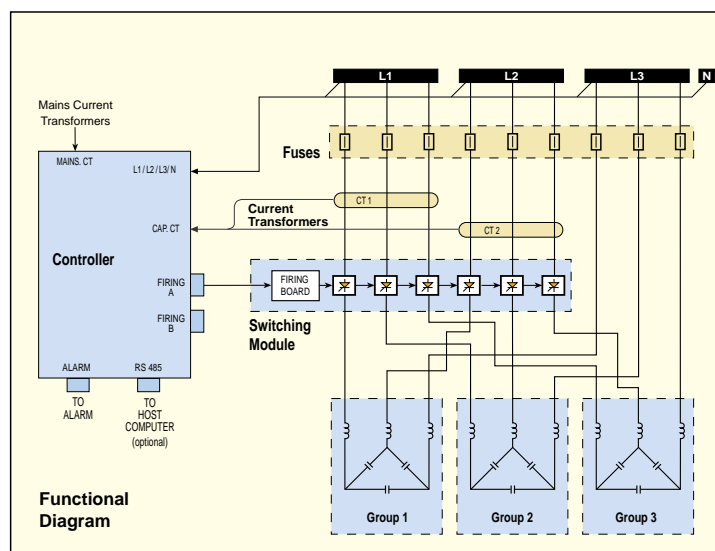 L1
L2
L3
N
Mains Current
Transformers
MAINS. CT
L1 / L2 / L3/ N
Fuses
CT 1
Current
Transformers
CAP. CT
CT 2
Controller
FIRING
A
FIRING
BOARD
FIRING
B
Switching
Module
ALARM
RS 485
TO
ALARM
TO
HOST
COMPUTER
(optional)
Functional
Diagram
Group 1
Group 2
Group 3